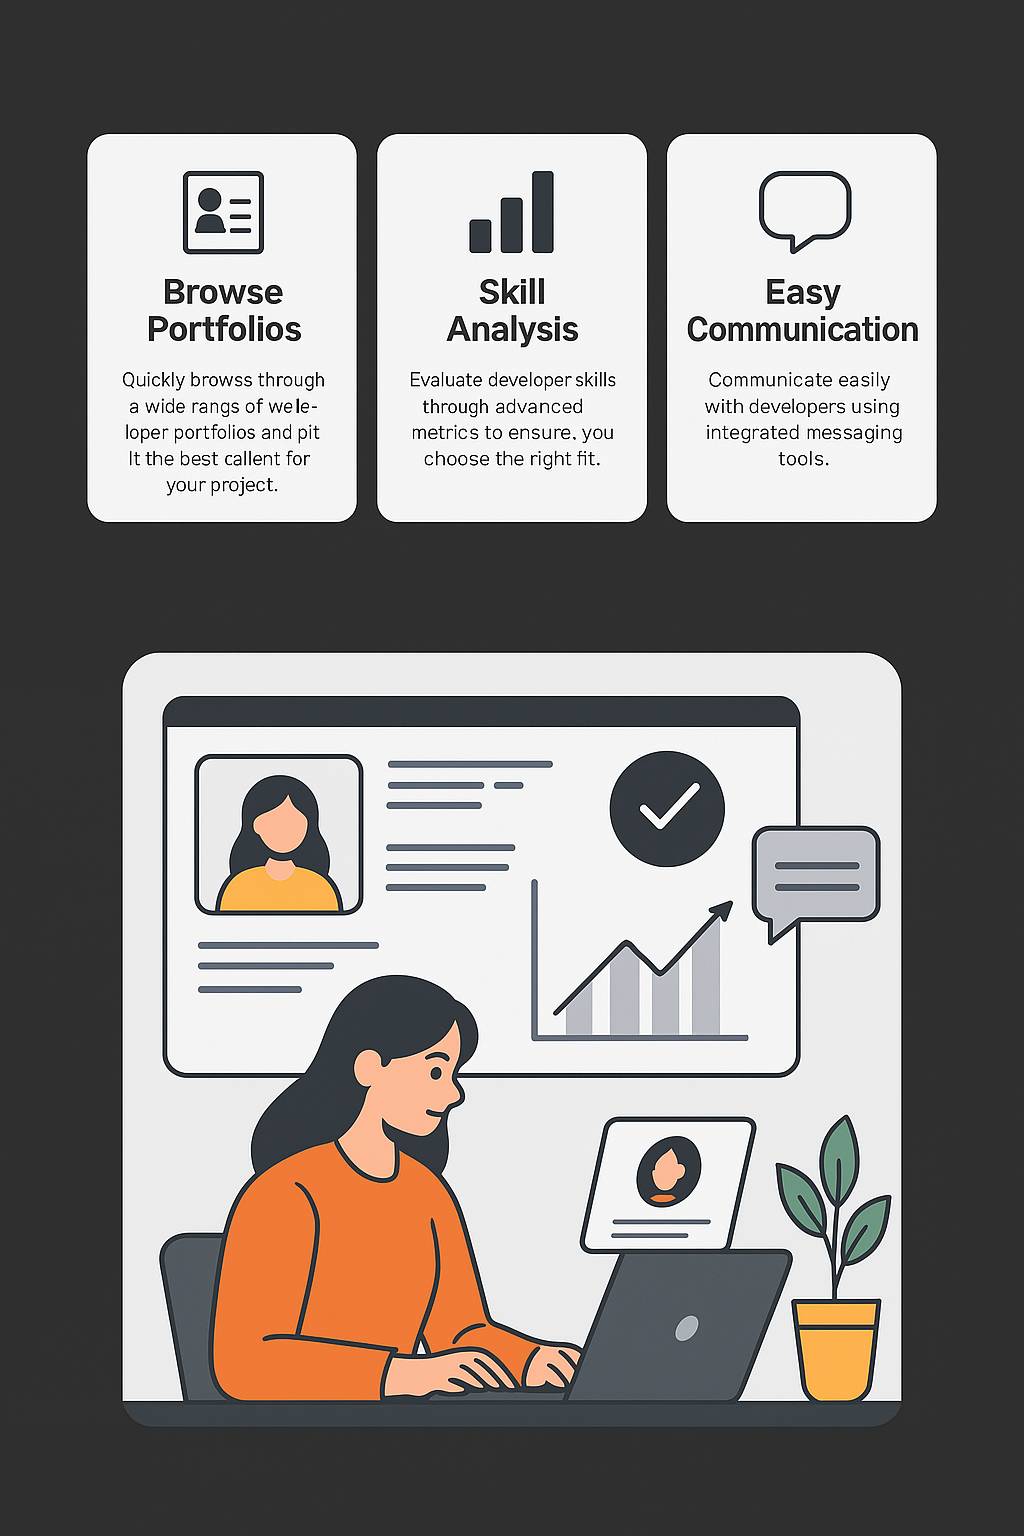 Browse
Portfolios
Quickly browss through
a wide rangs of wele-
loper portfolios and pit
It the best callent for
your project.
Skill
Analysis
Evaluate developer skills
through advanced
metrics to ensure, you
choose the right fit.
Easy
Communication
Communicate easily
with developers using
integrated messaging
tools.